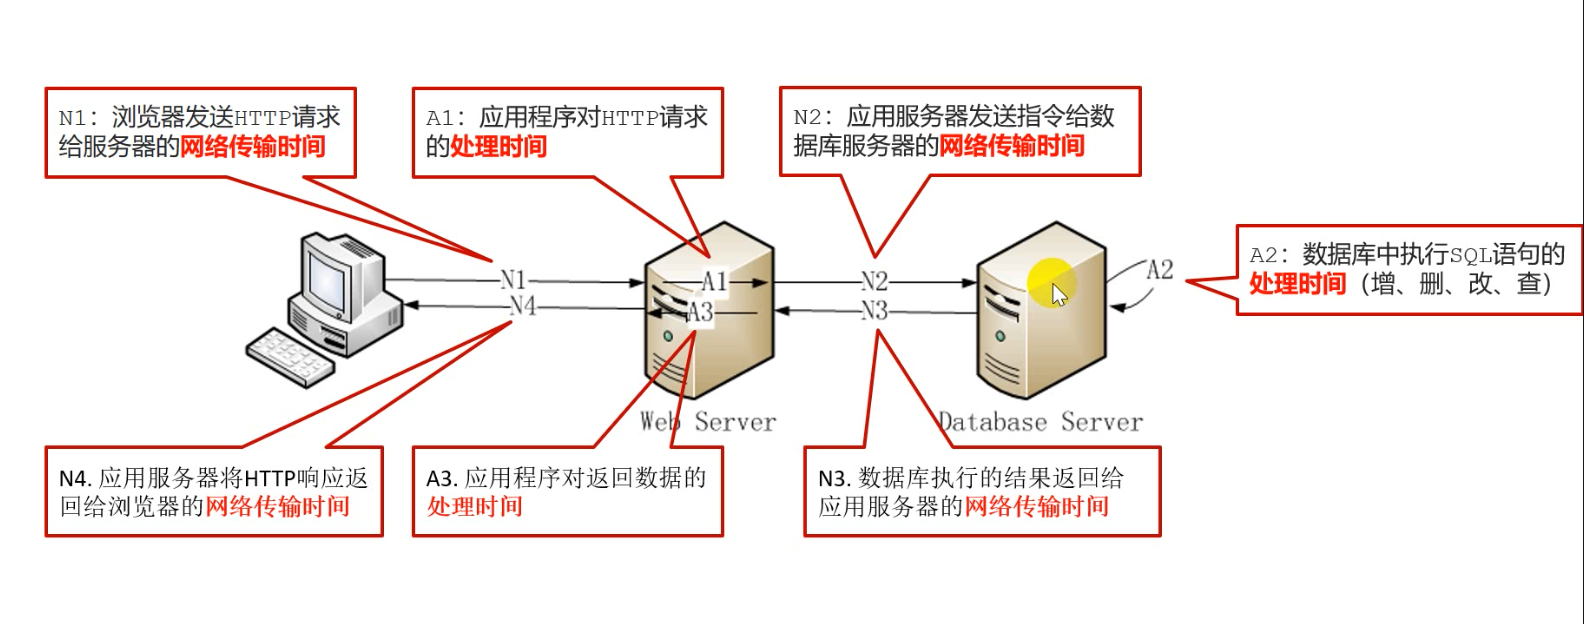 N1：浏览器发送HTTP请求
给服务器的网络传输时间
A1：应用程序对HTTP请求
的处理时间
N2：应用服务器发送指令给数
据库服务器的网络传输时间
A2：数据库中执行SQL语句的
处理时间（增、删、改、查）
N1
A1
N2
A2
N4
A3
N3
Web Server
Database Server
N4. 应用服务器将HTTP响应返
回给浏览器的网络传输时间
A3. 应用程序对返回数据的
处理时间
N3. 数据库执行的结果返回给
应用服务器的网络传输时间